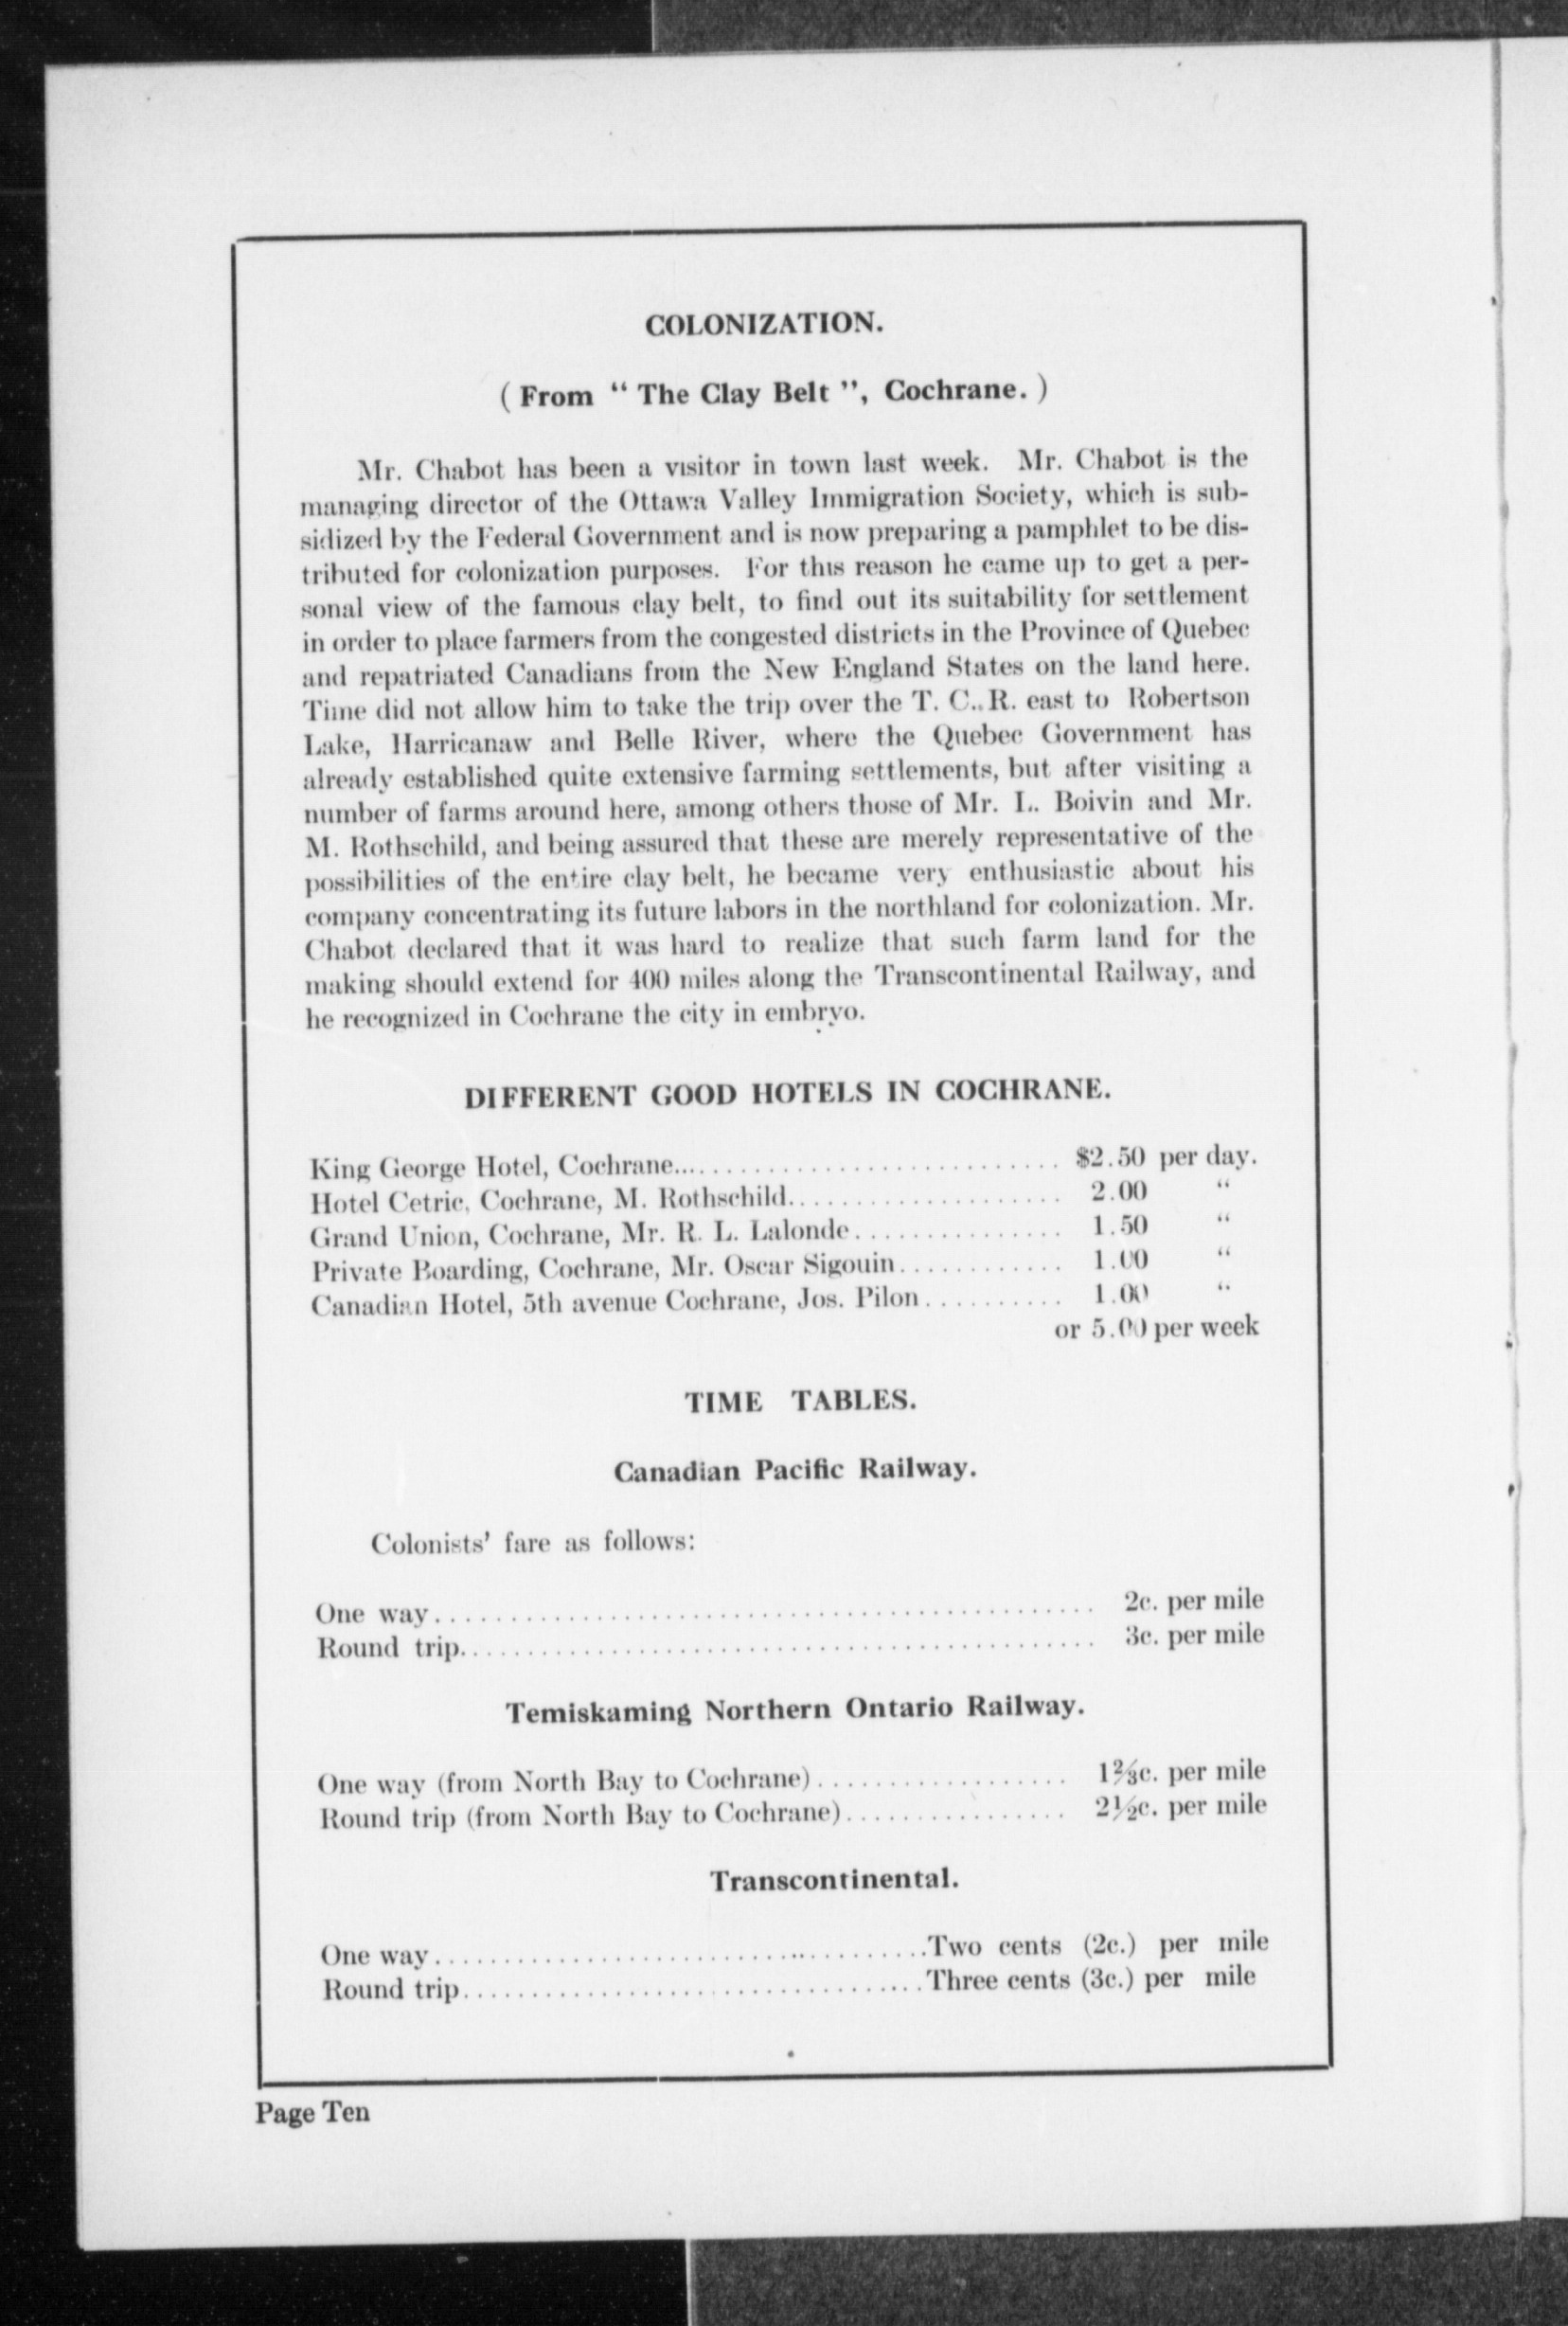 COLONIZATION.
( From " The Clay Belt ", Cochrane. )
Mr. Chabot has been a visitor in town last week. Mr. Chabot is the
managing director of the Ottawa Valley Immigration Society, which is sub-
sidized by the Federal Government and is now preparing a pamphlet to be dis-
tributed for colonization purposes. For this reason he came up to get a per-
sonal view of the famous clay belt, to find out its suitability for settlement
in order to place farmers from the congested districts in the Province of Quebec
and repatriated Canadians from the New England States on the land here.
Time did not allow him to take the trip over the T. C.. R. east to Robertson
Lake, Harricanaw and Belle River, where the Quebec Government has
already established quite extensive farming settlements, but after visiting a
number of farms around here, among others those of Mr. L. Boivin and Mr.
M. Rothschild, and being assured that these are merely representative of the
possibilities of the entire clay belt, he became very enthusiastic about his
company concentrating its future labors in the northland for colonization. Mr.
Chabot declared that it was hard to realize that such farm land for the
making should extend for 400 miles along the Transcontinental Railway, and
he recognized in Cochrane the city in embryo.
DIFFERENT GOOD HOTELS IN COCHRANE.
King George Hotel, Cochrane............................. $2.50 per day.
Hotel Cetric, Cochrane, M. Rothschild.................... 2.00 "
Grand Union, Cochrane, Mr. R. L. Lalonde............... 1.50 "
Private Boarding, Cochrane, Mr. Oscar Sigouin............ 1.00 "
Canadian Hotel, 5th avenue Cochrane, Jos. Pilon.......... 1.00 "
or 5.00 per week
TIME TABLES.
Canadian Pacific Railway.
Colonists' fare as follows:
One way................................................ 2c. per mile
Round trip.............................................. 3c. per mile
Temiskaming Northern Ontario Railway.
One way (from North Bay to Cochrane).................. 1⅔c. per mile
Round trip (from North Bay to Cochrane)................ 2½c. per mile
Transcontinental.
One way....................................Two cents (2c.) per mile
Round trip..................................Three cents (3c.) per mile
Page Ten